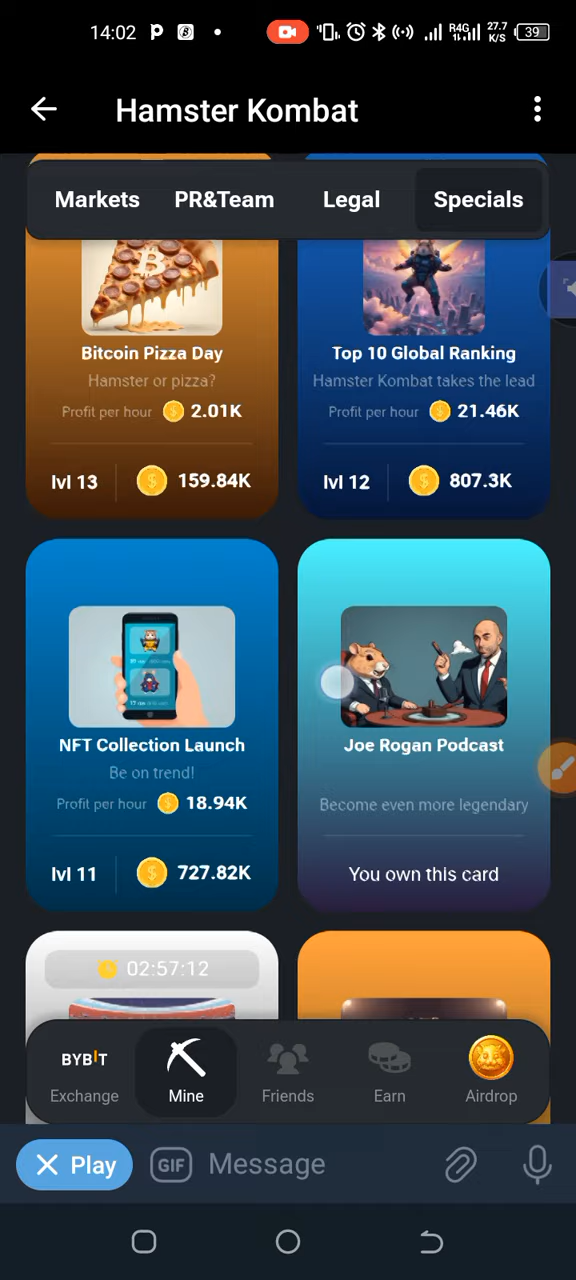 14:02
R4G
27.7
K/S
39
Hamster Kombat
Markets PR&Team Legal Specials
Bitcoin Pizza Day
Hamster or pizza?
Profit per hour 2.01K
lvl 13 159.84K
Top 10 Global Ranking
Hamster Kombat takes the lead
Profit per hour 21.46K
lvl 12 807.3K
NFT Collection Launch
Be on trend!
Profit per hour 18.94K
lvl 11 727.82K
Joe Rogan Podcast
Become even more legendary
You own this card
02:57:12
BYBIT
Exchange Mine Friends Earn Airdrop
Play GIF Message